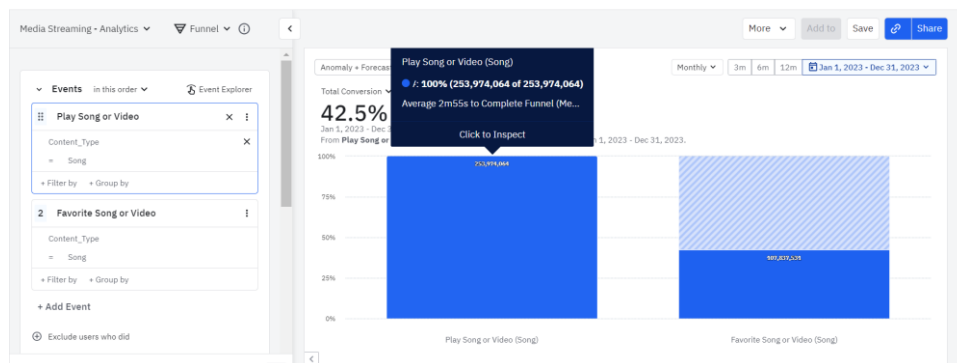 Media Streaming - Analytics
Funnel
More
Add to
Save
Share
Events in this order
Event Explorer
Play Song or Video
Content_Type
= Song
+ Filter by + Group by
2 Favorite Song or Video
Content_Type
= Song
+ Filter by + Group by
+ Add Event
Exclude users who did
Anomaly + Forecast
Monthly
3m 6m 12m Jan 1, 2023 - Dec 31, 2023
Total Conversion
42.5%
Jan 1, 2023 - Dec
From Play Song or
1, 2023 - Dec 31, 2023.
Play Song or Video (Song)
100% (253,974,064 of 253,974,064)
Average 2m55s to Complete Funnel (Me...
Click to Inspect
100%
75%
50%
25%
0%
253,974,064
Play Song or Video (Song)
Favorite Song or Video (Song)